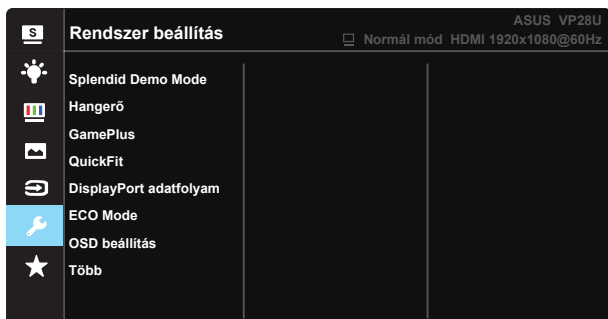 S
Rendszer beállítás
ASUS VP28U
Normál mód HDMI 1920x1080@60Hz
Splendid Demo Mode
Hangerő
GamePlus
QuickFit
DisplayPort adatfolyam
ECO Mode
OSD beállítás
Több